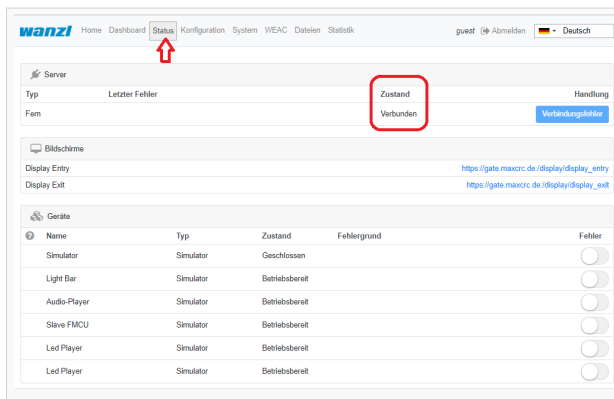 wanzl Home Dashboard Status Konfiguration System WEAC Dateien Statistik guest Abmelden Deutsch
Server
Typ Letzter Fehler Zustand Handlung
Fern Verbunden Verbindungsfehler
Bildschirme
Display Entry https://gate.maxcrc.de:/display/display_entry
Display Exit https://gate.maxcrc.de:/display/display_exit
Geräte
Name Typ Zustand Fehlergrund Fehler
Simulator Simulator Geschlossen
Light Bar Simulator Betriebsbereit
Audio-Player Simulator Betriebsbereit
Slave FMCU Simulator Betriebsbereit
Led Player Simulator Betriebsbereit
Led Player Simulator Betriebsbereit